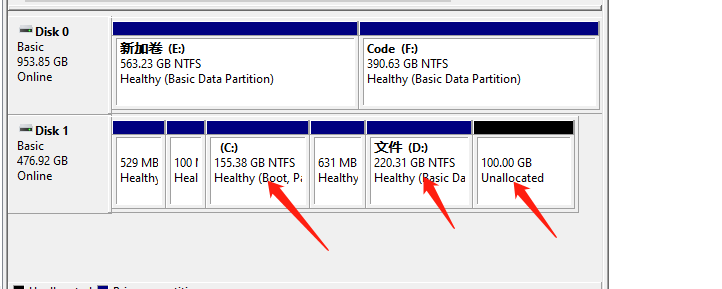 Disk 0
Basic
953.85 GB
Online
新加卷 (E:)
563.23 GB NTFS
Healthy (Basic Data Partition)
Code (F:)
390.63 GB NTFS
Healthy (Basic Data Partition)
Disk 1
Basic
476.92 GB
Online
529 MB
Healthy
100
Heal
(C:)
155.38 GB NTFS
Healthy (Boot, Pa
631 MB
Healthy
文件 (D:)
220.31 GB NTFS
Healthy (Basic Da
100.00 GB
Unallocated